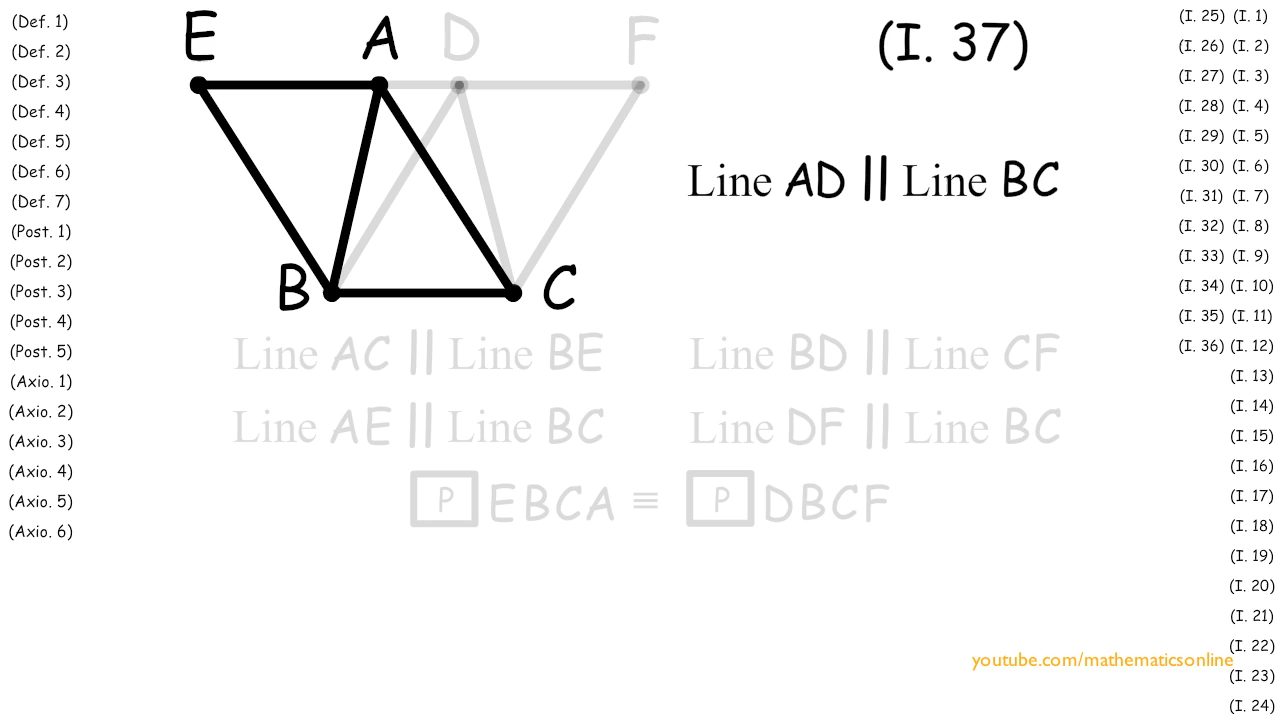 (Def. 1)
(Def. 2)
(Def. 3)
(Def. 4)
(Def. 5)
(Def. 6)
(Def. 7)
(Post. 1)
(Post. 2)
(Post. 3)
(Post. 4)
(Post. 5)
(Axio. 1)
(Axio. 2)
(Axio. 3)
(Axio. 4)
(Axio. 5)
(Axio. 6)
E A D F
B C
(I. 37)
Line AD || Line BC
Line AC || Line BE Line BD || Line CF
Line AE || Line BC Line DF || Line BC
P EBCA ≡ P DBCF
(I. 25) (I. 1)
(I. 26) (I. 2)
(I. 27) (I. 3)
(I. 28) (I. 4)
(I. 29) (I. 5)
(I. 30) (I. 6)
(I. 31) (I. 7)
(I. 32) (I. 8)
(I. 33) (I. 9)
(I. 34) (I. 10)
(I. 35) (I. 11)
(I. 36) (I. 12)
(I. 13)
(I. 14)
(I. 15)
(I. 16)
(I. 17)
(I. 18)
(I. 19)
(I. 20)
(I. 21)
(I. 22)
(I. 23)
(I. 24)
youtube.com/mathematicsonline